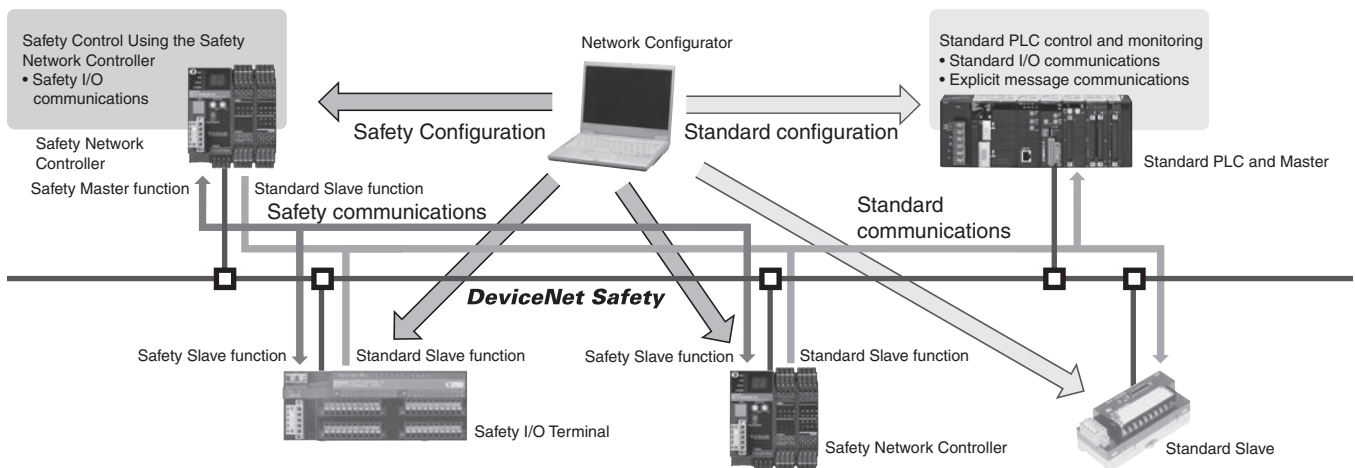 Safety Control Using the Safety
Network Controller
• Safety I/O
communications
Network Configurator
Standard PLC control and monitoring
• Standard I/O communications
• Explicit message communications
Safety Configuration
Standard configuration
Safety Network
Controller
Standard PLC and Master
Safety Master function
Standard Slave function
Safety communications
Standard
communications
DeviceNet Safety
Safety Slave function
Standard Slave function
Safety Slave function
Standard Slave function
Safety I/O Terminal
Safety Network Controller
Standard Slave